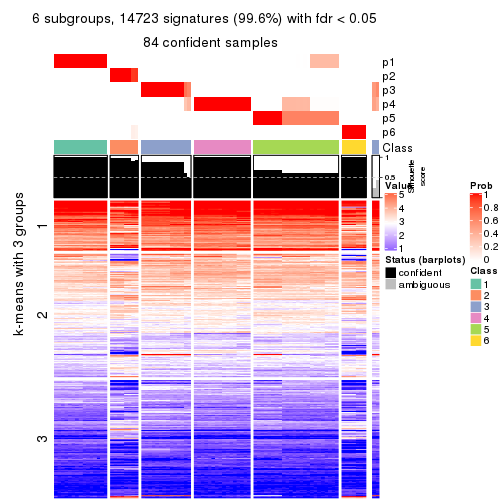 6 subgroups, 14723 signatures (99.6%) with fdr < 0.05
84 confident samples
p1
p2
p3
p4
p5
p6
Class
1
0.5
Silhouette
score
k-means with 3 groups
1
2
3
Value
5
4
3
2
1
Status (barplots)
confident
ambiguous
Prob
1
0.8
0.6
0.4
0.2
0
Class
1
2
3
4
5
6